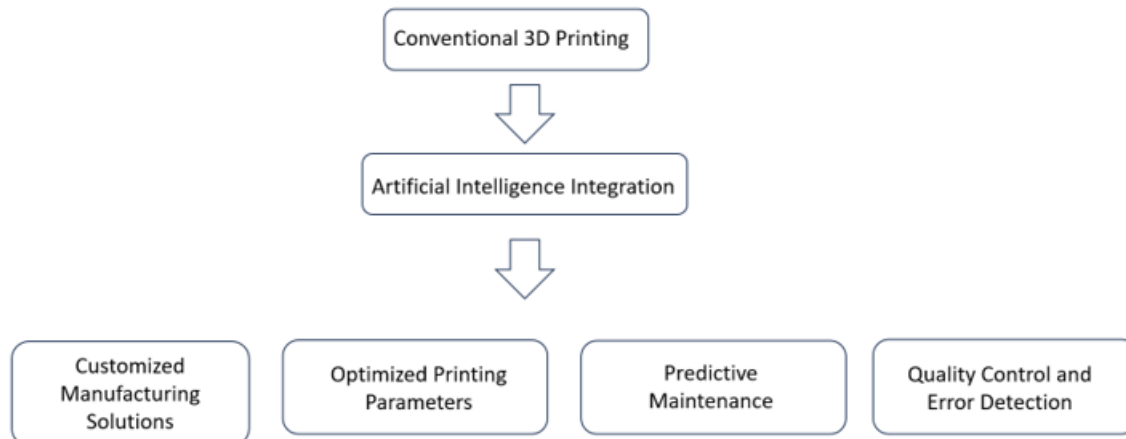 Conventional 3D Printing
Artificial Intelligence Integration
Customized
Manufacturing
Solutions
Optimized Printing
Parameters
Predictive
Maintenance
Quality Control and
Error Detection